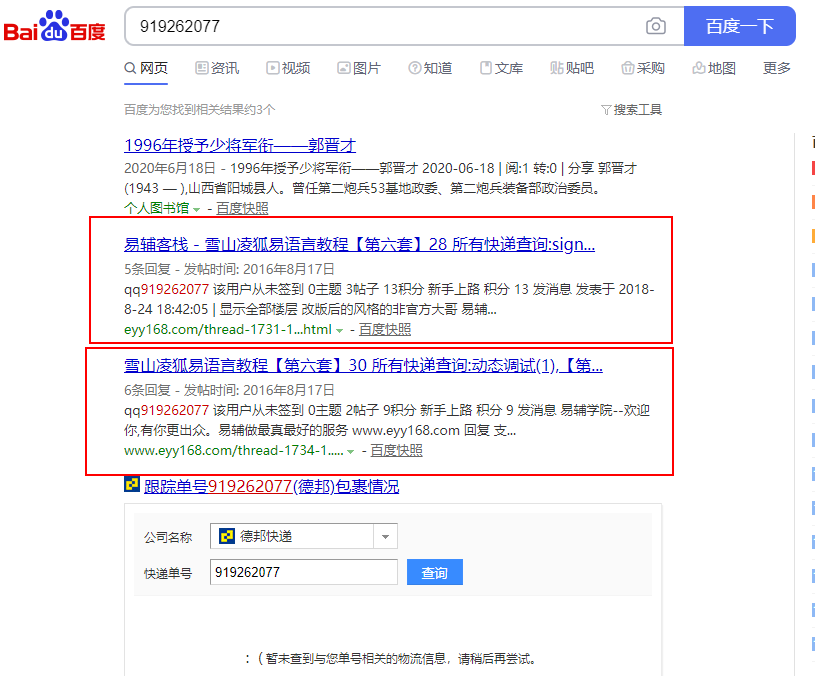 Bai du 百度
919262077
百度一下
网页 资讯 视频 图片 知道 文库 贴吧 采购 地图 更多
百度为您找到相关结果约3个
搜索工具
1996年授予少将军衔——郭晋才
2020年6月18日 - 1996年授予少将军衔——郭晋才 2020-06-18 | 阅:1 转:0 | 分享 郭晋才
(1943 — ),山西省阳城县人。曾任第二炮兵53基地政委、第二炮兵装备部政治委员。
个人图书馆 - 百度快照
易辅客栈 - 雪山凌狐易语言教程【第六套】28 所有快递查询:sign...
5条回复 - 发帖时间: 2016年8月17日
qq919262077 该用户从未签到 0主题 3帖子 13积分 新手上路 积分 13 发消息 发表于 2018-
8-24 18:42:05 | 显示全部楼层 改版后的风格的非官方大哥 易辅...
eyy168.com/thread-1731-1...html - 百度快照
雪山凌狐易语言教程【第六套】30 所有快递查询:动态调试(1),【第...
6条回复 - 发帖时间: 2016年8月17日
qq919262077 该用户从未签到 0主题 2帖子 9积分 新手上路 积分 9 发消息 易辅学院--欢迎
你,有你更出众。易辅做最真最好的服务 www.eyy168.com 回复 支...
www.eyy168.com/thread-1734-1..... - 百度快照
跟踪单号919262077(德邦)包裹情况
公司名称 德邦快递
快递单号 919262077 查询
：（ 暂未查到与您单号相关的物流信息，请稍后再尝试。